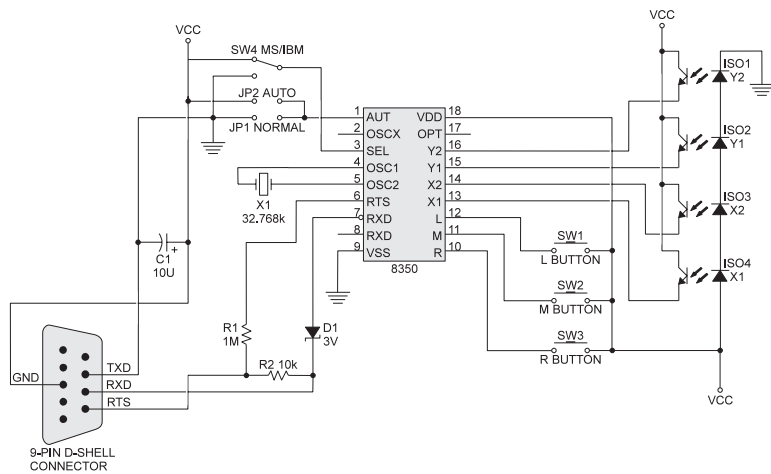 VCC
VCC
SW4 MS/IBM
JP2 AUTO
JP1 NORMAL
1 AUT
2 OSCX
3 SEL
4 OSC1
5 OSC2
6 RTS
7 RXD
8 RXD
9 VSS
VDD 18
OPT 17
Y2 16
Y1 15
X2 14
X1 13
L 12
M 11
R 10
8350
X1
32.768k
C1
10U
+
R1
1M
D1
3V
R2 10k
SW1
L BUTTON
SW2
M BUTTON
SW3
R BUTTON
ISO1
Y2
ISO2
Y1
ISO3
X2
ISO4
X1
VCC
GND
TXD
RXD
RTS
9-PIN D-SHELL
CONNECTOR